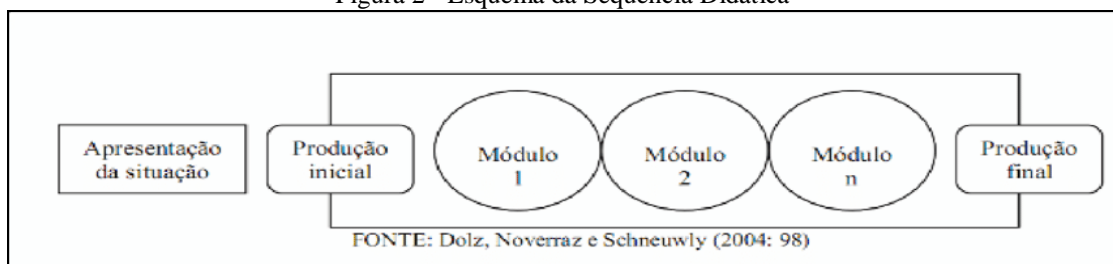 Figura 2 - Esquema da Sequência Didática
Apresentação
da situação
Produção
inicial
Módulo
1
Módulo
2
Módulo
n
Produção
final
FONTE: Dolz, Noverraz e Schneuwly (2004: 98)